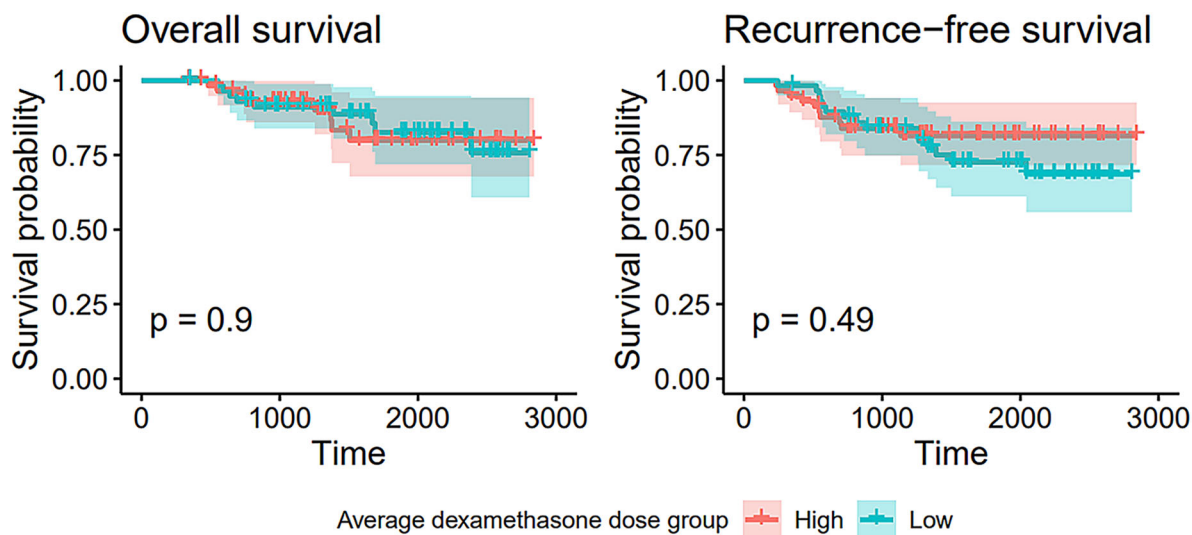 Overall survival
Survival probability
1.00
0.75
0.50
0.25
0.00
p = 0.9
0 1000 2000 3000
Time
Recurrence−free survival
Survival probability
1.00
0.75
0.50
0.25
0.00
p = 0.49
0 1000 2000 3000
Time
Average dexamethasone dose group High Low